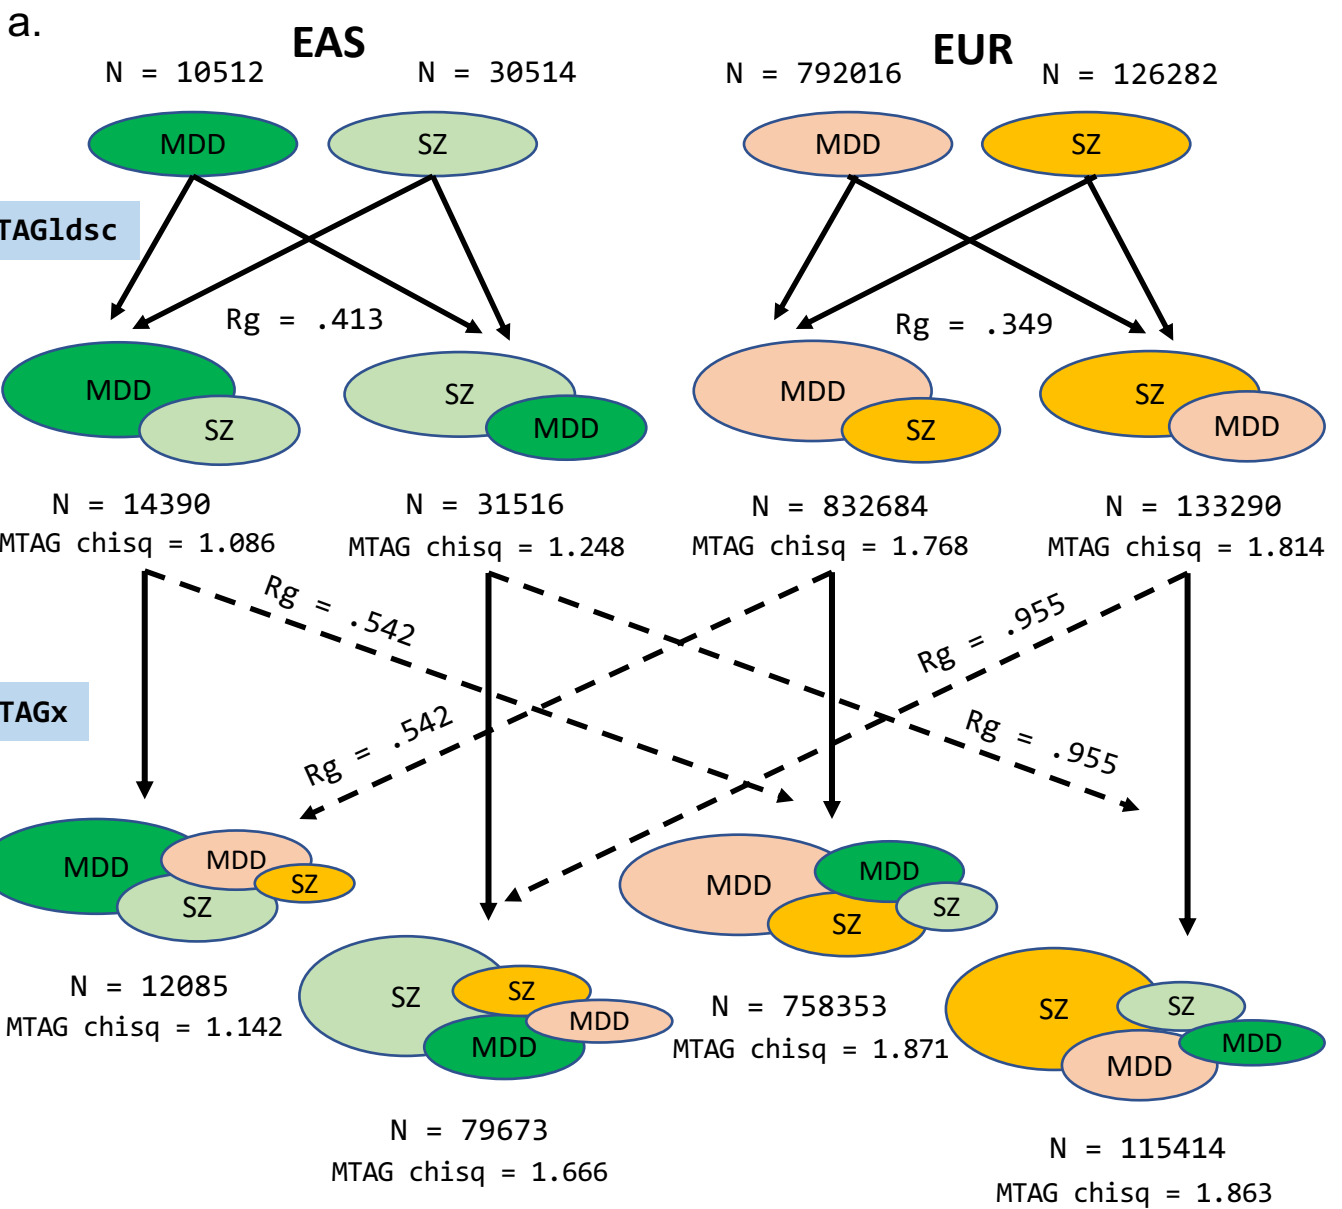 a.
EAS
EUR
N = 10512
N = 30514
N = 792016
N = 126282
MDD
SZ
MDD
SZ
TAGldsc
Rg = .413
Rg = .349
MDD
SZ
SZ
MDD
MDD
SZ
SZ
MDD
N = 14390
N = 31516
N = 832684
N = 133290
MTAG chisq = 1.086
MTAG chisq = 1.248
MTAG chisq = 1.768
MTAG chisq = 1.814
Rg = .542
Rg = .955
TAGx
Rg = .542
Rg = .955
MDD
MDD
SZ
SZ
MDD
MDD
SZ
SZ
N = 12085
MTAG chisq = 1.142
SZ
SZ
MDD
MDD
N = 758353
MTAG chisq = 1.871
SZ
SZ
MDD
MDD
N = 79673
MTAG chisq = 1.666
N = 115414
MTAG chisq = 1.863